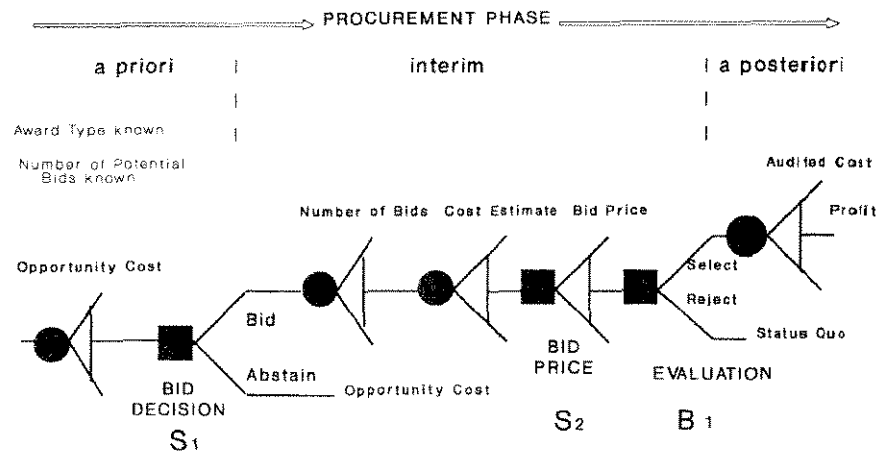 PROCUREMENT PHASE
a priori
interim
a posteriori
Award Type known
Number of Potential
Bids known
Audited Cost
Number of Bids
Cost Estimate
Bid Price
Profit
Opportunity Cost
Select
Bid
Reject
Status Quo
Abstain
Opportunity Cost
BID
DECISION
BID
PRICE
EVALUATION
S1
S2
B1